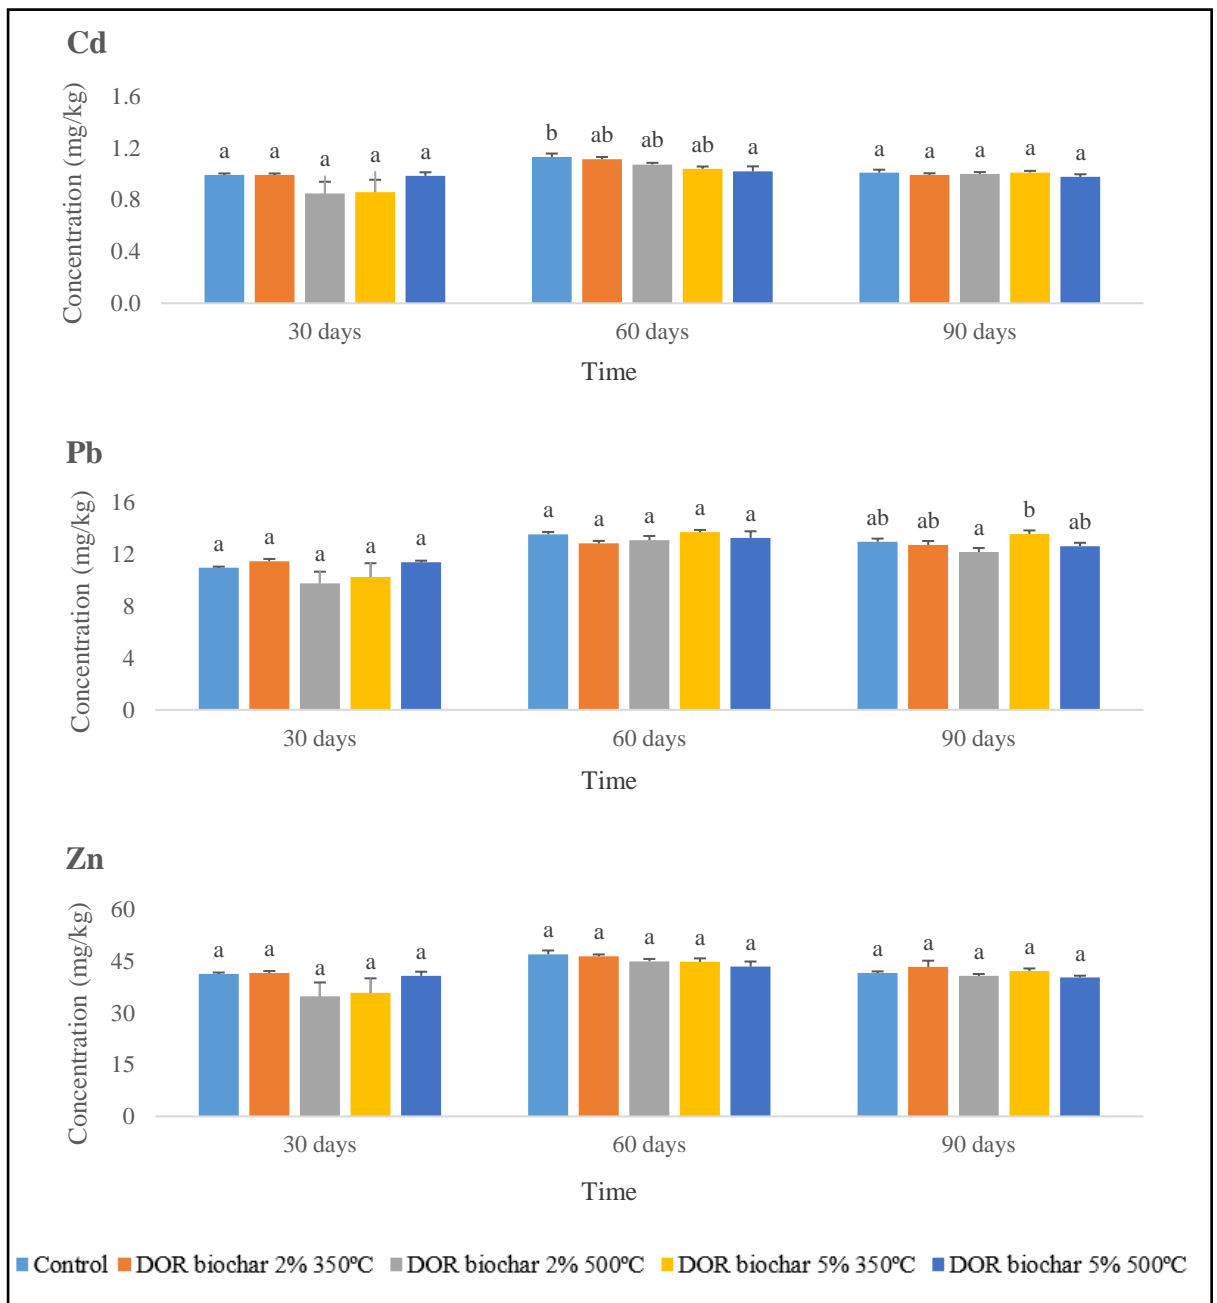 Cd
Concentration (mg/kg)
1.6
1.2
0.8
0.4
0.0
a a a a a
b ab ab ab a
a a a a a
30 days 60 days 90 days
Time
Pb
Concentration (mg/kg)
16
12
8
4
0
a a a a a
a a a a a
ab ab a b ab
30 days 60 days 90 days
Time
Zn
Concentration (mg/kg)
60
45
30
15
0
a a a a a
a a a a a
a a a a a
30 days 60 days 90 days
Time
Control DOR biochar 2% 350ºC DOR biochar 2% 500ºC DOR biochar 5% 350ºC DOR biochar 5% 500ºC